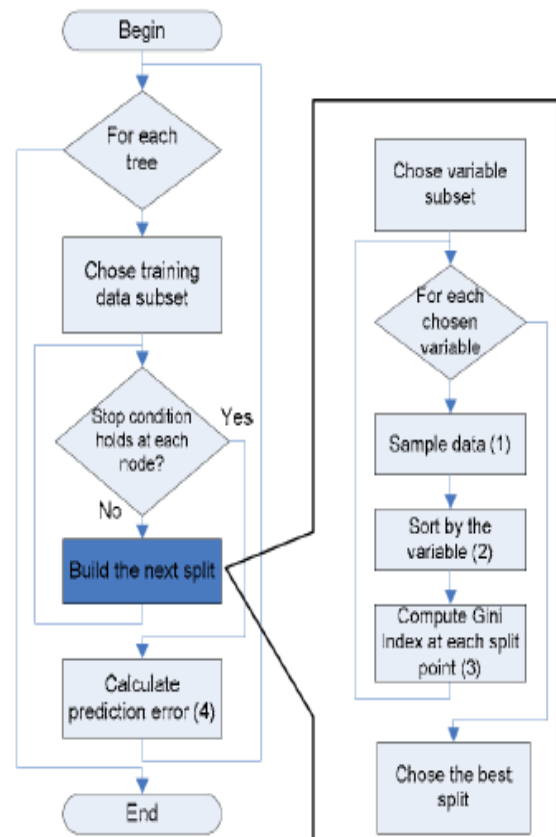 Begin
For each
tree
Chose training
data subset
Stop condition
holds at each
node?
Yes
No
Build the next split
Calculate
prediction error (4)
End
Chose variable
subset
For each
chosen
variable
Sample data (1)
Sort by the
variable (2)
Compute Gini
Index at each split
point (3)
Chose the best
split